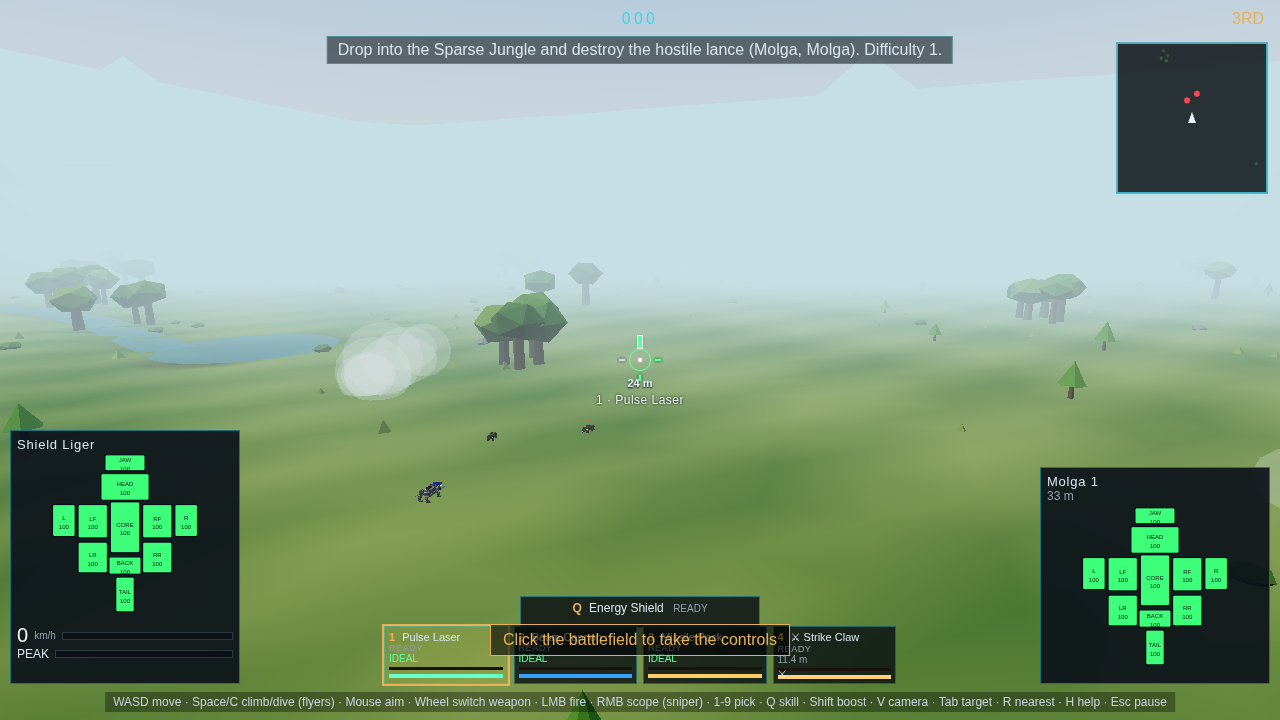 000
3RD
Drop into the Sparse Jungle and destroy the hostile lance (Molga, Molga). Difficulty 1.
24 m
1 · Pulse Laser
Shield Liger
JAW
100
HEAD
100
L
100
LF
100
CORE
100
RF
100
R
100
LR
100
BACK
100
RR
100
TAIL
100
0 km/h
PEAK
Molga 1
33 m
JAW
100
HEAD
100
L
100
LF
100
CORE
100
RF
100
R
100
LR
100
BACK
100
RR
100
TAIL
100
Q Energy Shield READY
1 Pulse Laser
READY
IDEAL
IDEAL
IDEAL
4 ⚔ Strike Claw
READY
11.4 m
Click the battlefield to take the controls
WASD move · Space/C climb/dive (flyers) · Mouse aim · Wheel switch weapon · LMB fire · RMB scope (sniper) · 1-9 pick · Q skill · Shift boost · V camera · Tab target · R nearest · H help · Esc pause